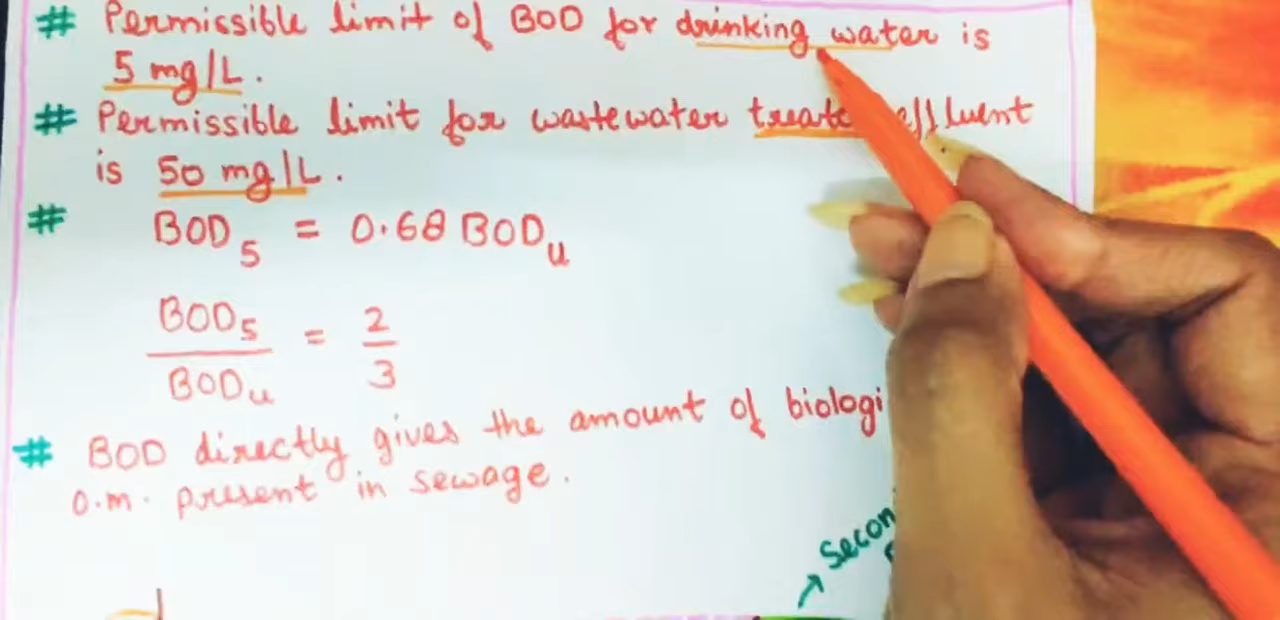 # Permissible limit of BOD for drinking water is
5 mg/L.
# Permissible limit for wastewater treate effluent
is 50 mg/L.
# BOD5 = 0.68 BODu
BOD5
= 2
BODu 3
# BOD directly gives the amount of biologi
O.M. present in sewage.
Secon